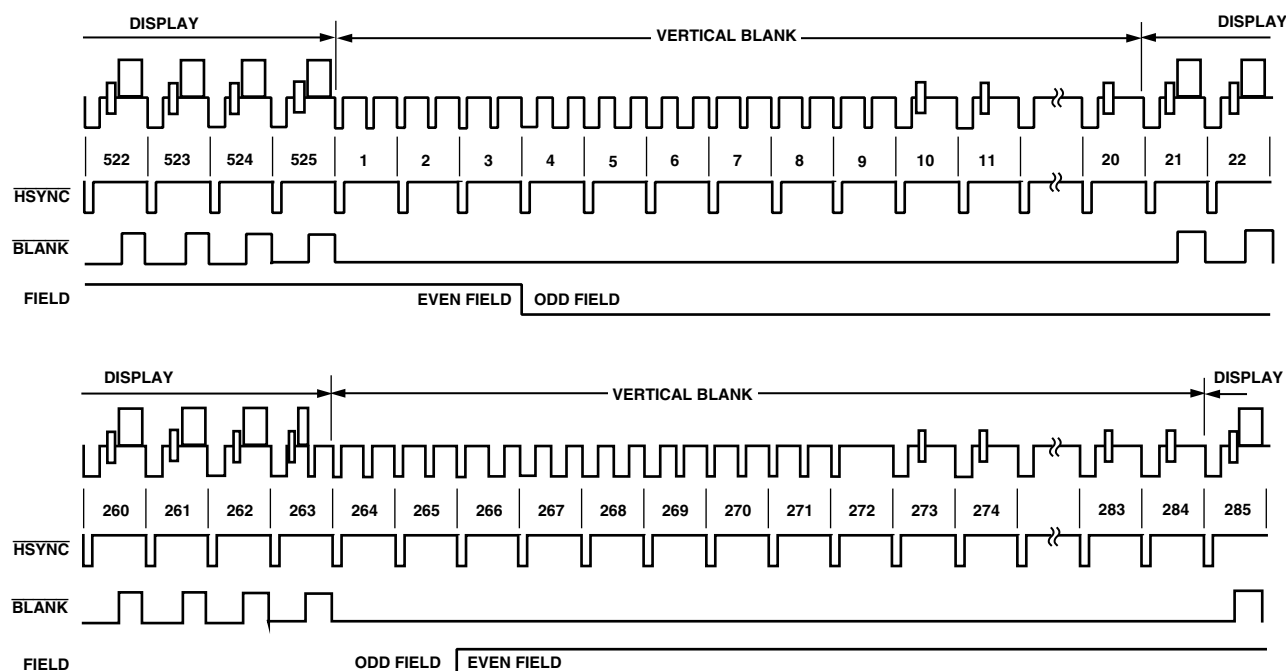 DISPLAY VERTICAL BLANK DISPLAY
522 523 524 525 1 2 3 4 5 6 7 8 9 10 11 20 21 22
HSYNC
BLANK
FIELD EVEN FIELD ODD FIELD
DISPLAY VERTICAL BLANK DISPLAY
260 261 262 263 264 265 266 267 268 269 270 271 272 273 274 283 284 285
HSYNC
BLANK
FIELD ODD FIELD EVEN FIELD